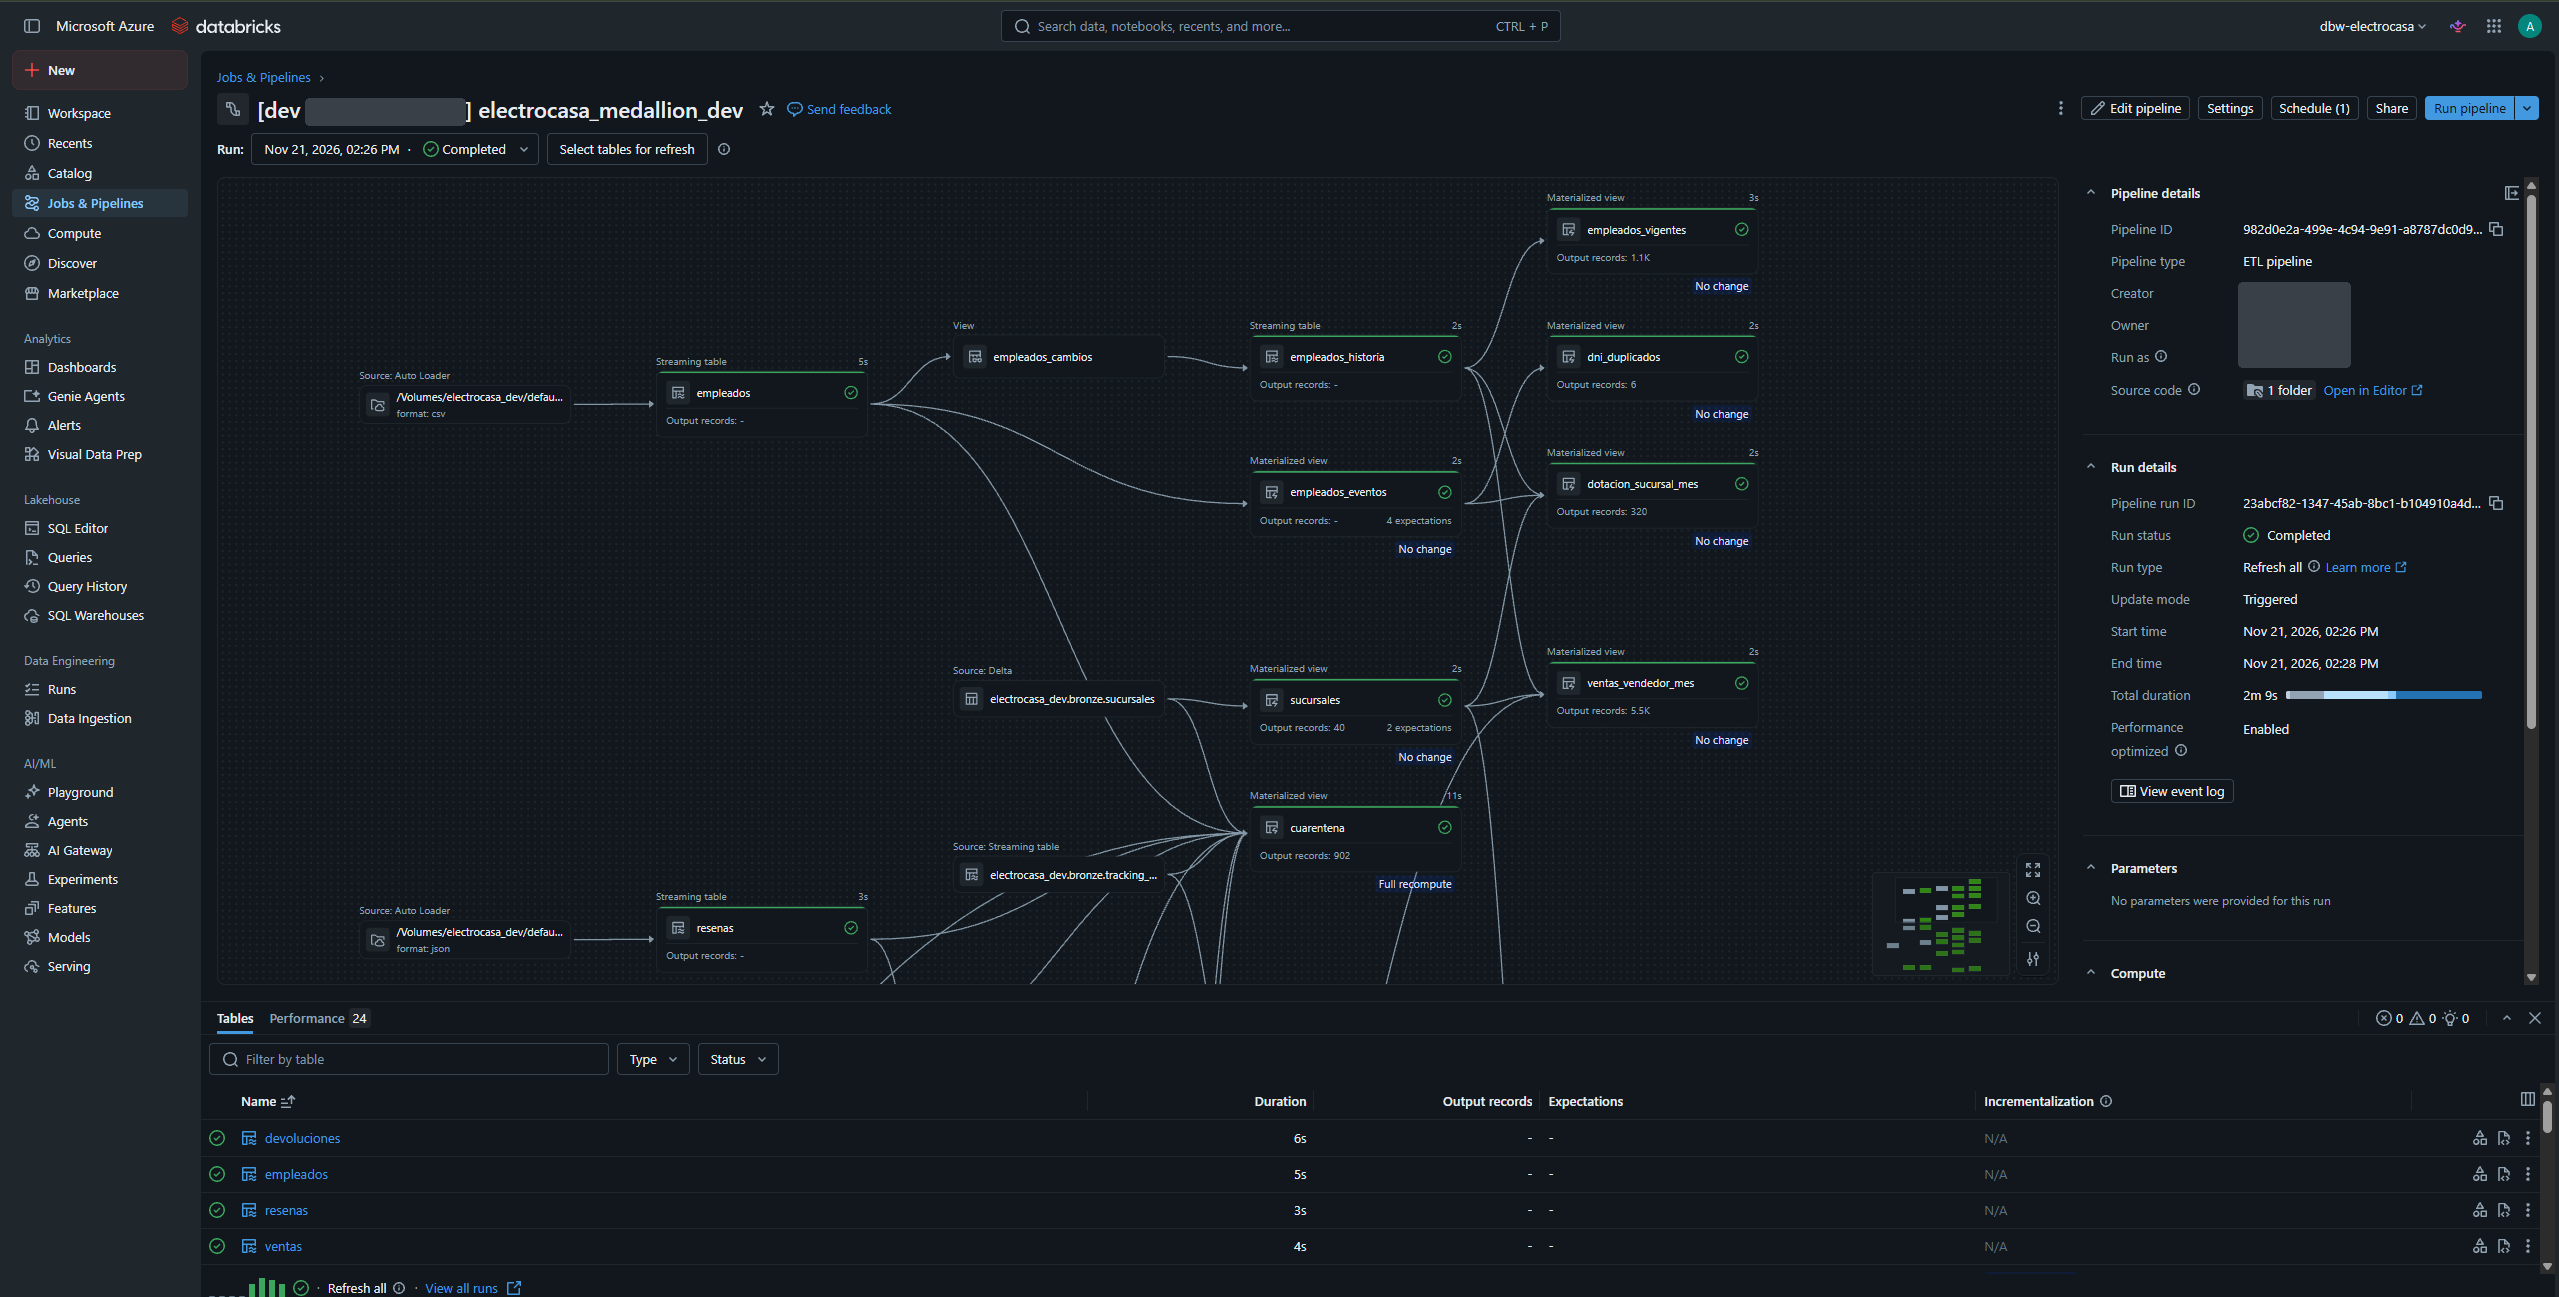 Microsoft Azure databricks
Search data, notebooks, recents, and more... CTRL + P
dbw-electrocasa A
New
Workspace
Recents
Catalog
Jobs & Pipelines
Compute
Discover
Marketplace
Analytics
Dashboards
Genie Agents
Alerts
Visual Data Prep
Lakehouse
SQL Editor
Queries
Query History
SQL Warehouses
Data Engineering
Runs
Data Ingestion
AI/ML
Playground
Agents
AI Gateway
Experiments
Features
Models
Serving
Jobs & Pipelines ›
[dev ] electrocasa_medallion_dev Send feedback
Edit pipeline Settings Schedule (1) Share Run pipeline
Run: Nov 21, 2026, 02:26 PM · Completed Select tables for refresh
Source: Auto Loader
/Volumes/electrocasa_dev/defau...
format: csv
Streaming table 5s
empleados
Output records: -
View
empleados_cambios
Streaming table 2s
empleados_historia
Output records: -
Materialized view 3s
empleados_vigentes
Output records: 1.1K
No change
Materialized view 2s
dni_duplicados
Output records: 6
No change
Materialized view 2s
empleados_eventos
Output records: - 4 expectations
No change
Materialized view 2s
dotacion_sucursal_mes
Output records: 320
No change
Source: Delta
electrocasa_dev.bronze.sucursales
Materialized view 2s
sucursales
Output records: 40 2 expectations
No change
Materialized view 2s
ventas_vendedor_mes
Output records: 5.5K
No change
Materialized view 11s
cuarentena
Output records: 902
Full recompute
Source: Streaming table
electrocasa_dev.bronze.tracking_...
Source: Auto Loader
/Volumes/electrocasa_dev/defau...
format: json
Streaming table 3s
resenas
Output records: -
Pipeline details
Pipeline ID 982d0e2a-499e-4c94-9e91-a8787dc0d9...
Pipeline type ETL pipeline
Creator
Owner
Run as
Source code 1 folder Open in Editor
Run details
Pipeline run ID 23abcf82-1347-45ab-8bc1-b104910a4d...
Run status Completed
Run type Refresh all Learn more
Update mode Triggered
Start time Nov 21, 2026, 02:26 PM
End time Nov 21, 2026, 02:28 PM
Total duration 2m 9s
Performance optimized Enabled
View event log
Parameters
No parameters were provided for this run
Compute
Tables Performance 24
0 0 0
Filter by table Type Status
Name Duration Output records Expectations Incrementalization
devoluciones 6s - - N/A
empleados 5s - - N/A
resenas 3s - - N/A
ventas 4s - - N/A
· Refresh all · View all runs